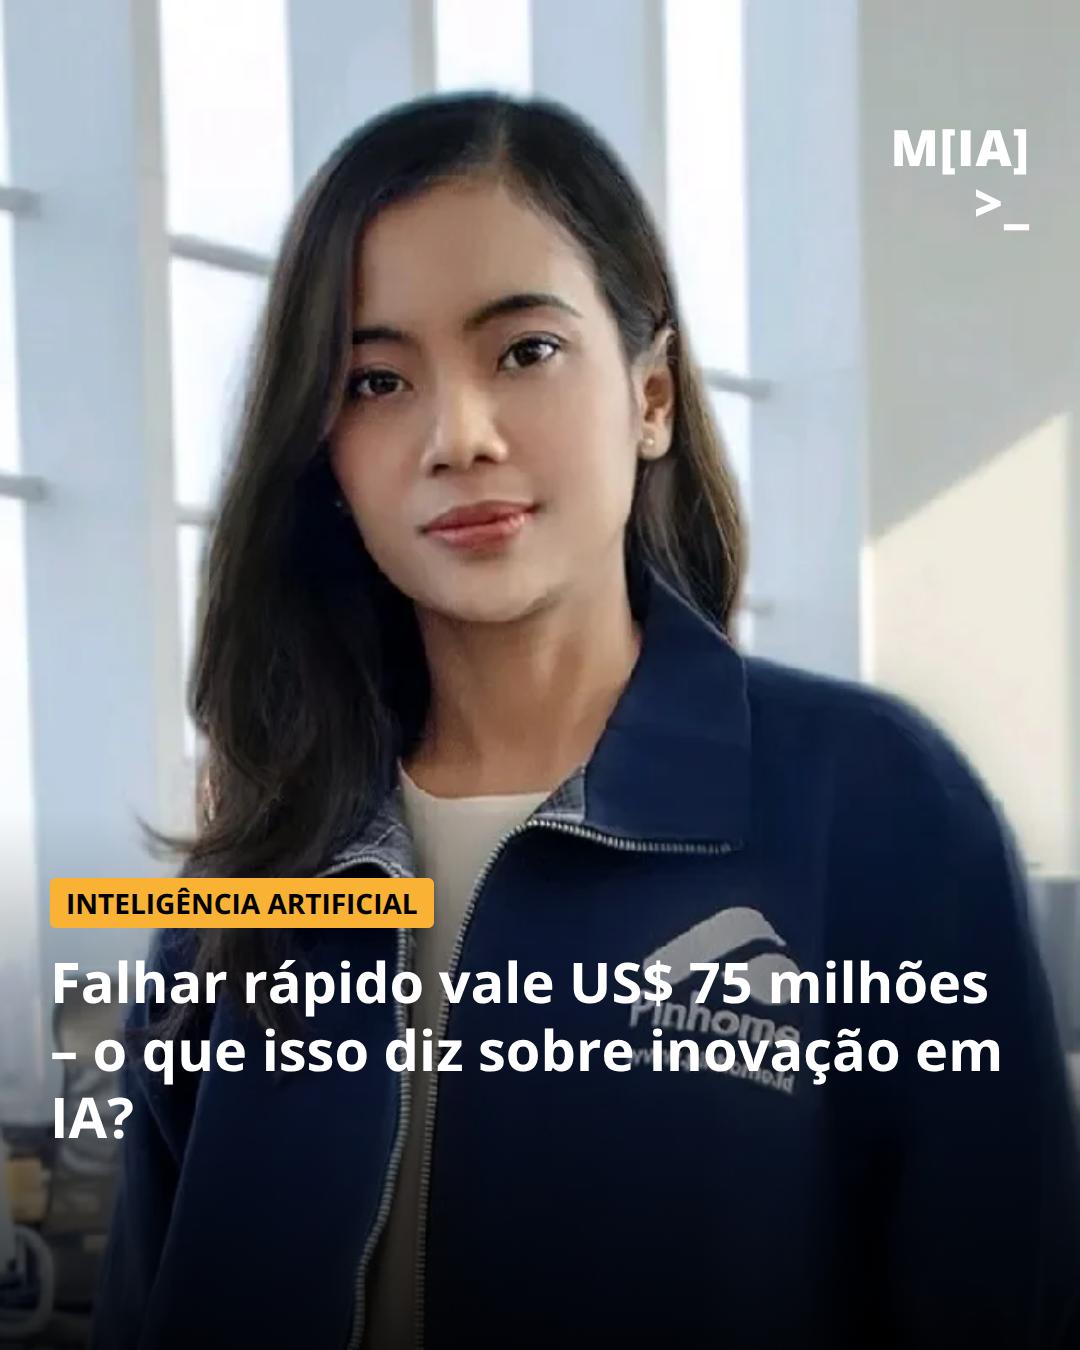 M[IA]
>_
INTELIGÊNCIA ARTIFICIAL
Falhar rápido vale US$ 75 milhões
– o que isso diz sobre inovação em
IA?
Pinhome